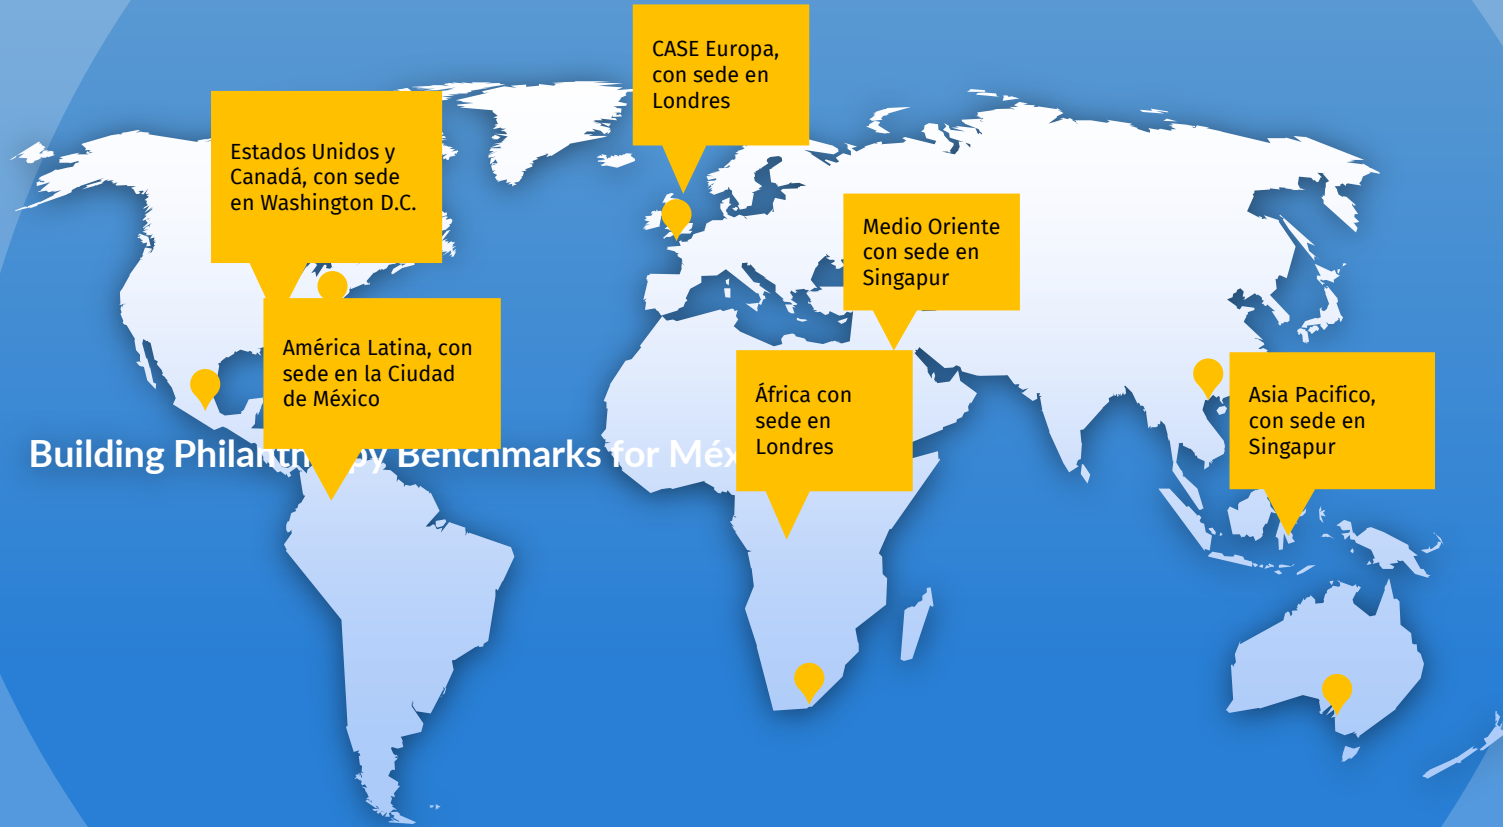 CASE Europa,
con sede en
Londres
Estados Unidos y
Canadá, con sede
en Washington D.C.
Medio Oriente
con sede en
Singapur
América Latina, con
sede en la Ciudad
de México
África con
sede en
Londres
Asia Pacifico,
con sede en
Singapur
Building Benchmarks for